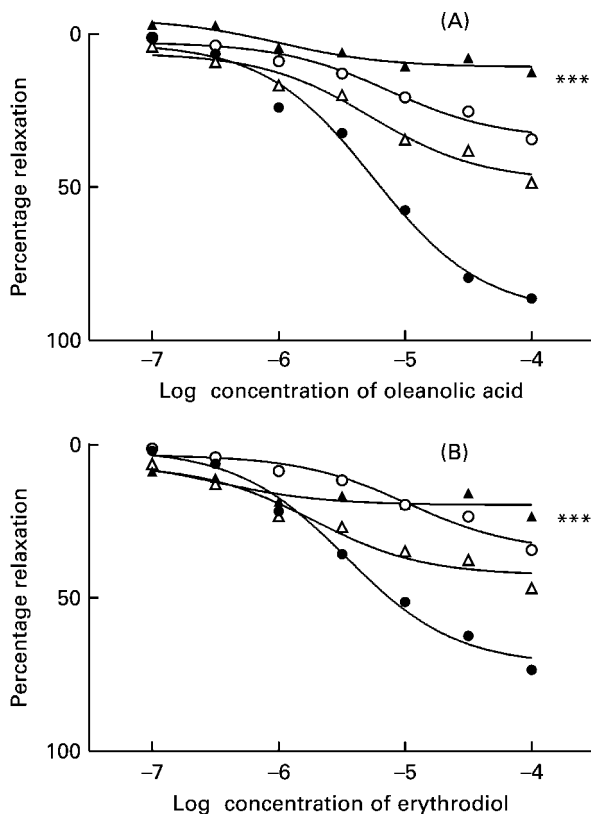 (A)
0
50
100
Percentage relaxation
***
−7 −6 −5 −4
Log concentration of oleanolic acid
(B)
0
50
100
Percentage relaxation
***
−7 −6 −5 −4
Log concentration of erythrodiol